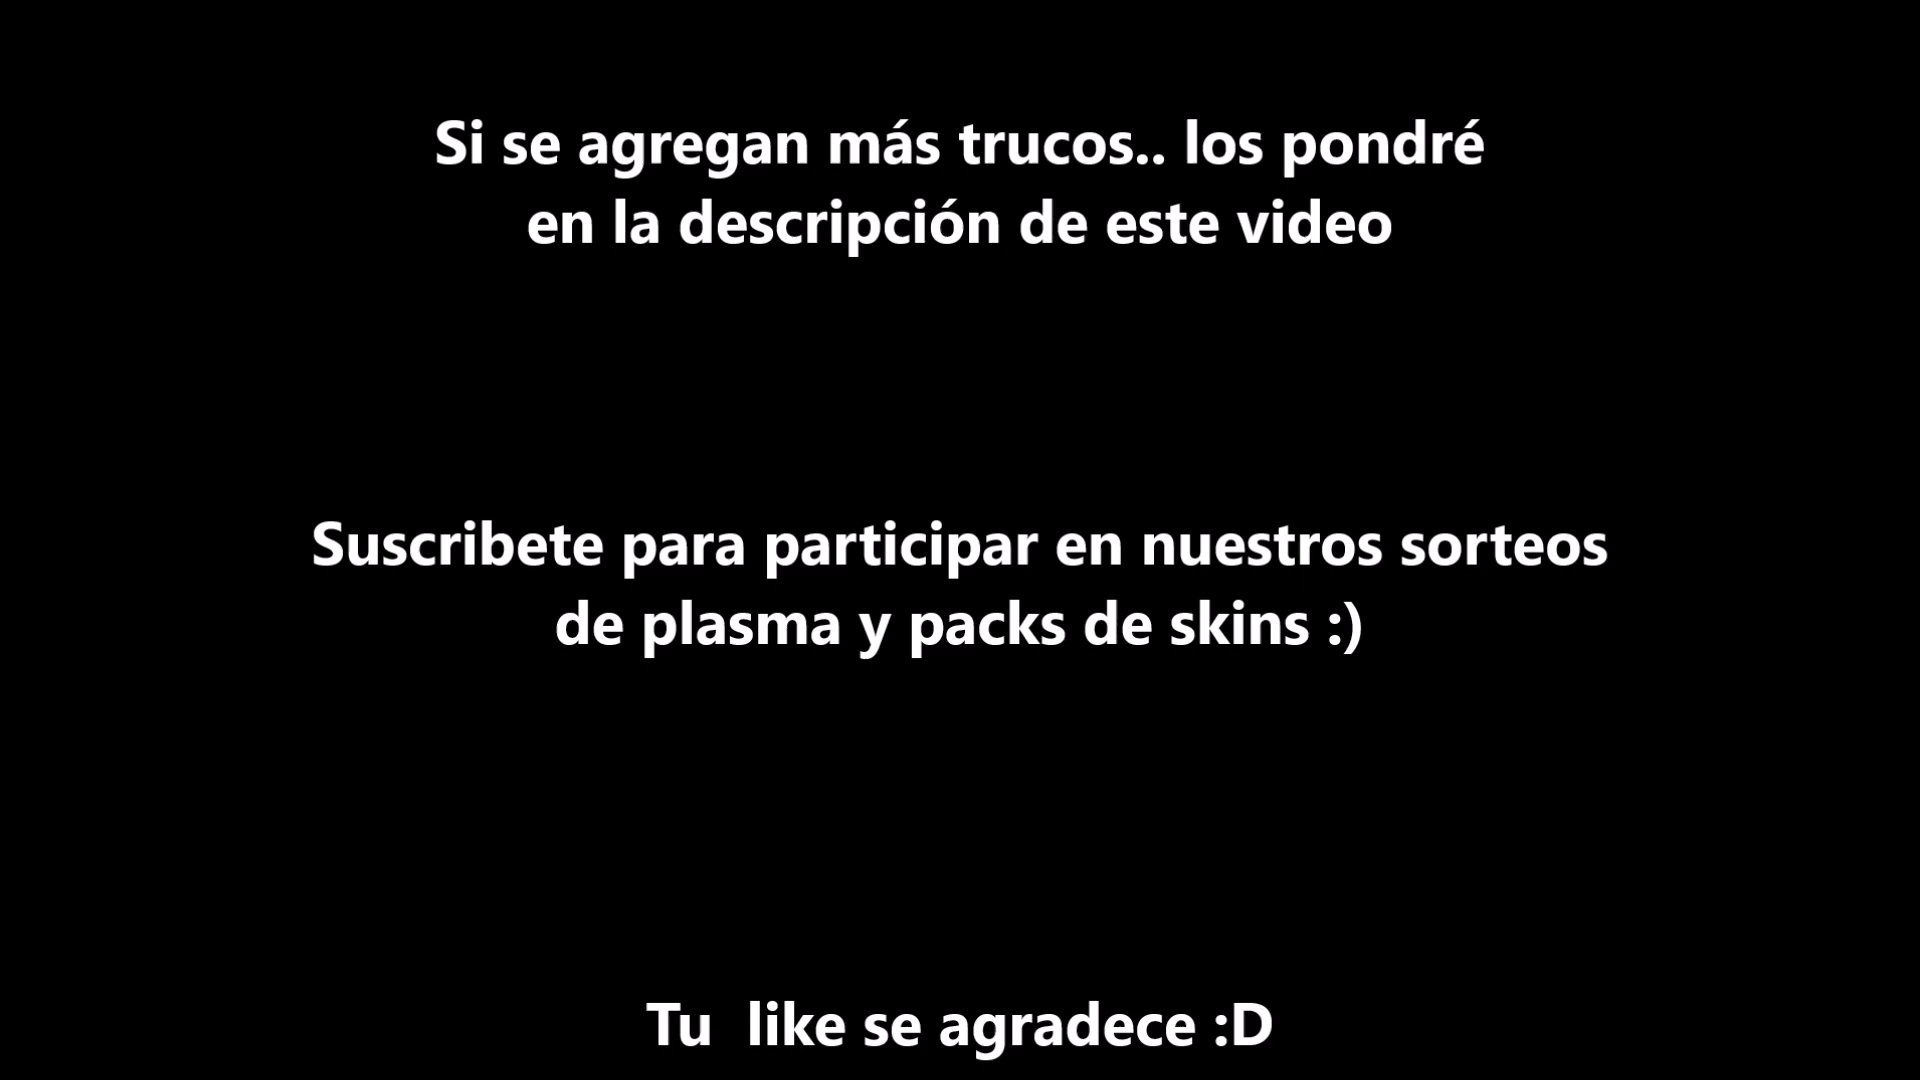 Si se agregan más trucos.. los pondré
en la descripción de este video
Suscribete para participar en nuestros sorteos
de plasma y packs de skins :)
Tu  like se agradece :D